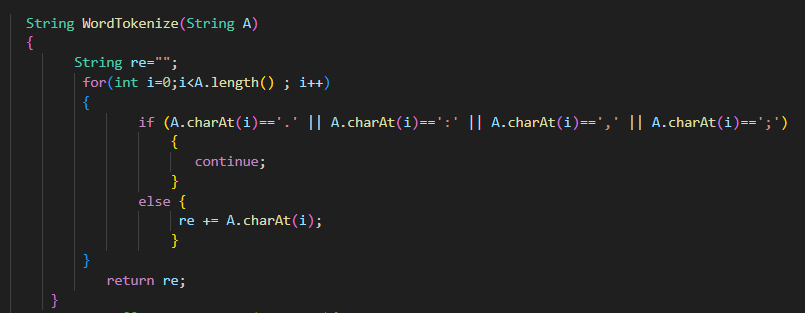 String WordTokenize(String A)
{
String re="";
for(int i=0;i<A.length() ; i++)
{
if (A.charAt(i)=='.' || A.charAt(i)==':' || A.charAt(i)==',' || A.charAt(i)==';')
{
continue;
}
else {
re += A.charAt(i);
}
}
return re;
}